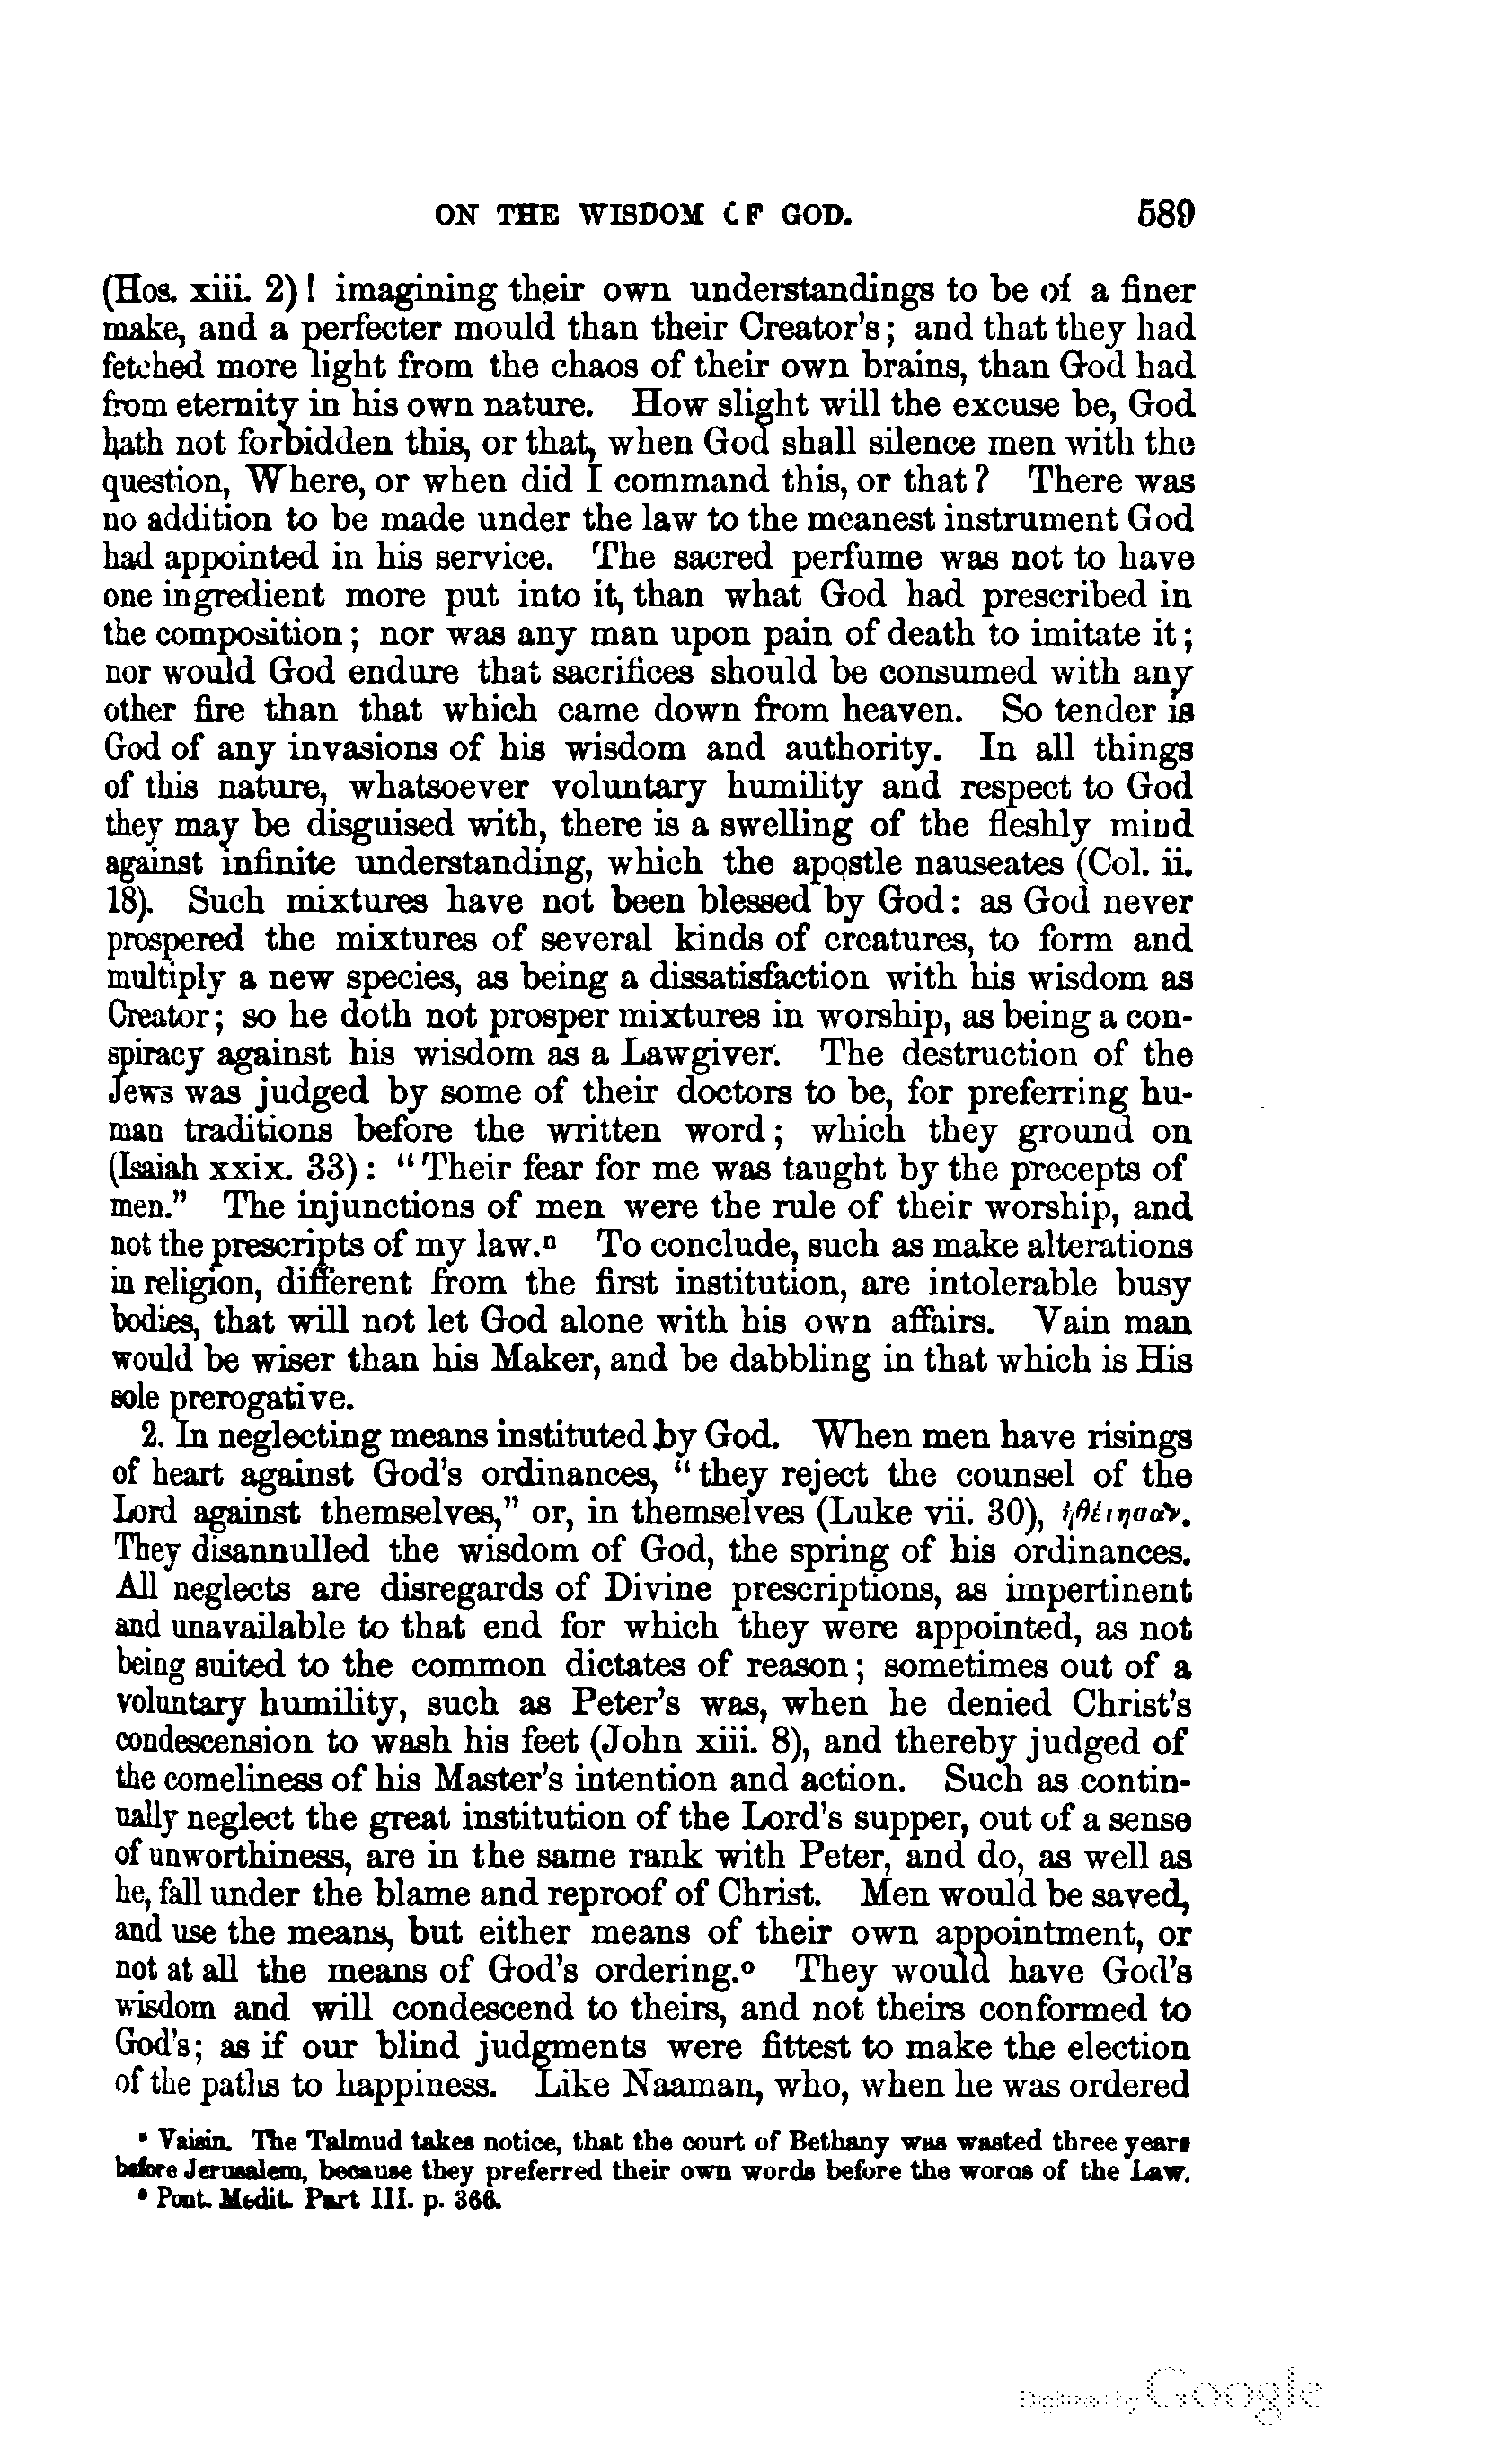 ON THE WISDOM OF GOD. 589
(Hos. xiii. 2)! imagining their own understandings to be of a finer
make, and a perfecter mould than their Creator's; and that they had
fetched more light from the chaos of their own brains, than God had
from eternity in his own nature. How slight will the excuse be, God
hath not forbidden this, or that, when God shall silence men with the
question, Where, or when did I command this, or that? There was
no addition to be made under the law to the meanest instrument God
had appointed in his service. The sacred perfume was not to have
one ingredient more put into it, than what God had prescribed in
the composition; nor was any man upon pain of death to imitate it;
nor would God endure that sacrifices should be consumed with any
other fire than that which came down from heaven. So tender is
God of any invasions of his wisdom and authority. In all things
of this nature, whatsoever voluntary humility and respect to God
they may be disguised with, there is a swelling of the fleshly mind
against infinite understanding, which the apostle nauseates (Col. ii.
18). Such mixtures have not been blessed by God: as God never
prospered the mixtures of several kinds of creatures, to form and
multiply a new species, as being a dissatisfaction with his wisdom as
Creator; so he doth not prosper mixtures in worship, as being a con-
spiracy against his wisdom as a Lawgiver. The destruction of the
Jews was judged by some of their doctors to be, for preferring hu-
man traditions before the written word; which they ground on
(Isaiah xxix. 33): "Their fear for me was taught by the precepts of
men." The injunctions of men were the rule of their worship, and
not the prescripts of my law.ⁿ To conclude, such as make alterations
in religion, different from the first institution, are intolerable busy
bodies, that will not let God alone with his own affairs. Vain man
would be wiser than his Maker, and be dabbling in that which is His
sole prerogative.
2. In neglecting means instituted by God. When men have risings
of heart against God's ordinances, "they reject the counsel of the
Lord against themselves," or, in themselves (Luke vii. 30), ἠθέτησαν.
They disannulled the wisdom of God, the spring of his ordinances.
All neglects are disregards of Divine prescriptions, as impertinent
and unavailable to that end for which they were appointed, as not
being suited to the common dictates of reason; sometimes out of a
voluntary humility, such as Peter's was, when he denied Christ's
condescension to wash his feet (John xiii. 8), and thereby judged of
the comeliness of his Master's intention and action. Such as contin-
ually neglect the great institution of the Lord's supper, out of a sense
of unworthiness, are in the same rank with Peter, and do, as well as
he, fall under the blame and reproof of Christ. Men would be saved,
and use the means, but either means of their own appointment, or
not at all the means of God's ordering.º They would have God's
wisdom and will condescend to theirs, and not theirs conformed to
God's; as if our blind judgments were fittest to make the election
of the paths to happiness. Like Naaman, who, when he was ordered
ⁿ Vaisin. The Talmud takes notice, that the court of Bethany was wasted three years
before Jerusalem, because they preferred their own words before the words of the Law.
º Pont. Medit. Part III. p. 366.
Digitized by Google